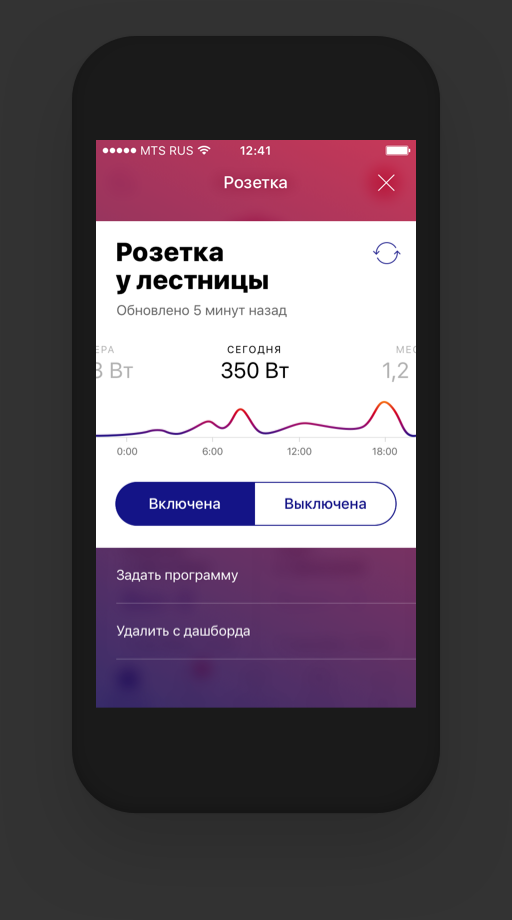 MTS RUS 12:41
Розетка
Розетка
у лестницы
Обновлено 5 минут назад
ЕРА СЕГОДНЯ МЕС
3 Вт 350 Вт 1,2
0:00 6:00 12:00 18:00
Включена Выключена
Задать программу
Удалить с дашборда